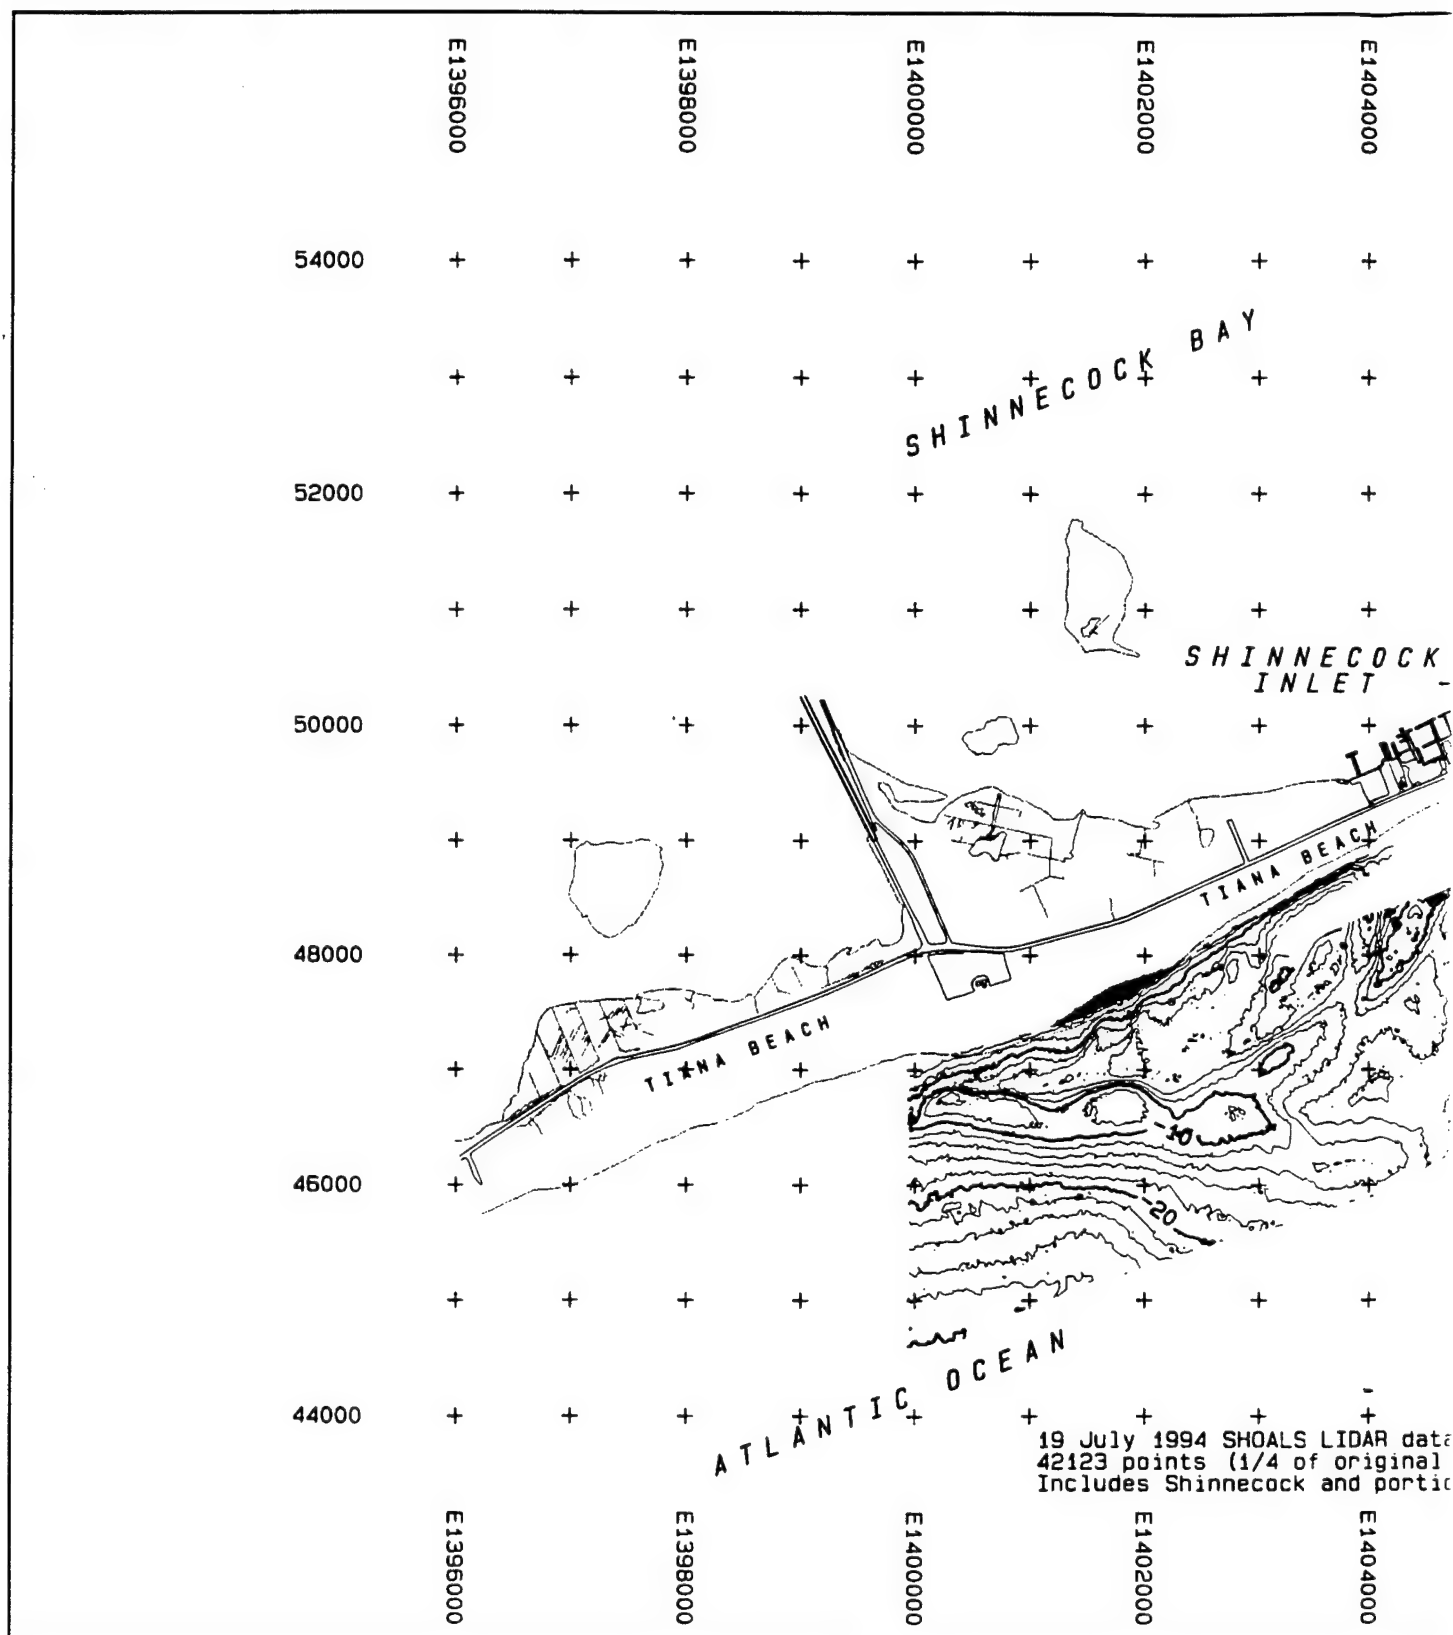 E1396000 E1398000 E1400000 E1402000 E1404000
54000
SHINNECOCK BAY
52000
SHINNECOCK
INLET
50000
TIANA BEACH
48000
TIANA BEACH
-10
46000
-20
ATLANTIC OCEAN
44000
19 July 1994 SHOALS LIDAR data
42123 points (1/4 of original
Includes Shinnecock and portio
E1396000 E1398000 E1400000 E1402000 E1404000